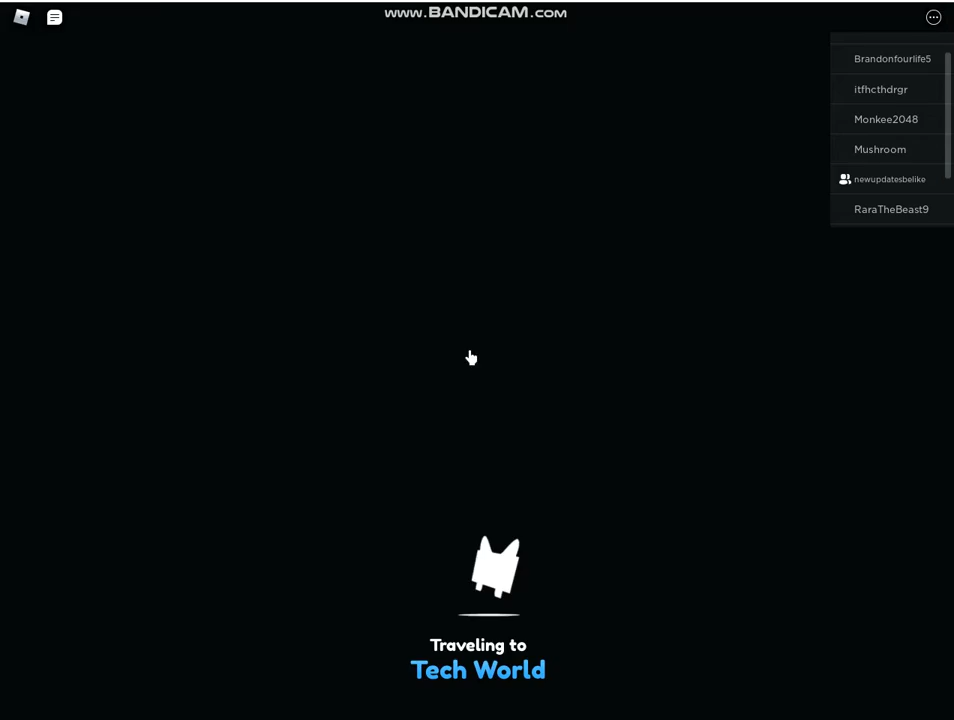 www.BANDICAM.com
Brandonfourlife5
itfhcthdrgr
Monkee2048
Mushroom
newupdatesbelike
RaraTheBeast9
Traveling to
Tech World